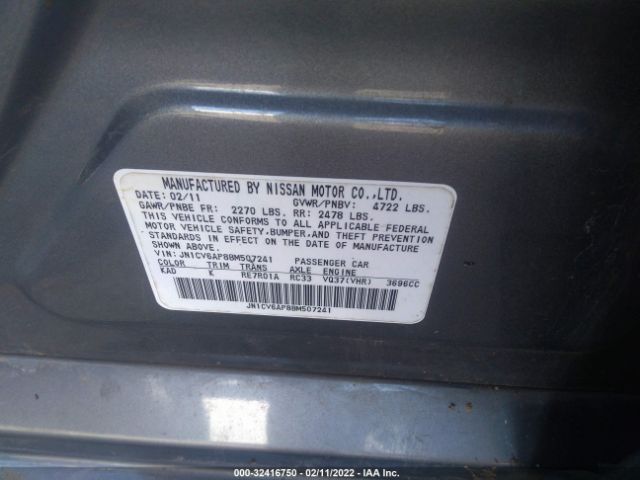 MANUFACTURED BY NISSAN MOTOR CO.,LTD.
DATE: 02/11 GVWR/PNBV: 4722 LBS.
GAWR/PNBE FR: 2270 LBS. RR: 2478 LBS.
THIS VEHICLE CONFORMS TO ALL APPLICABLE FEDERAL
MOTOR VEHICLE SAFETY,BUMPER,AND THEFT PREVENTION
STANDARDS IN EFFECT ON THE DATE OF MANUFACTURE
SHOWN ABOVE.
VIN: JN1CV6AP8BM507241 PASSENGER CAR
COLOR TRIM TRANS AXLE ENGINE
KAD K RE7R01A RC33 VQ37(VHR) 3696CC
JN1CV6AP8BM507241
000-32416750 - 02/11/2022 - IAA Inc.